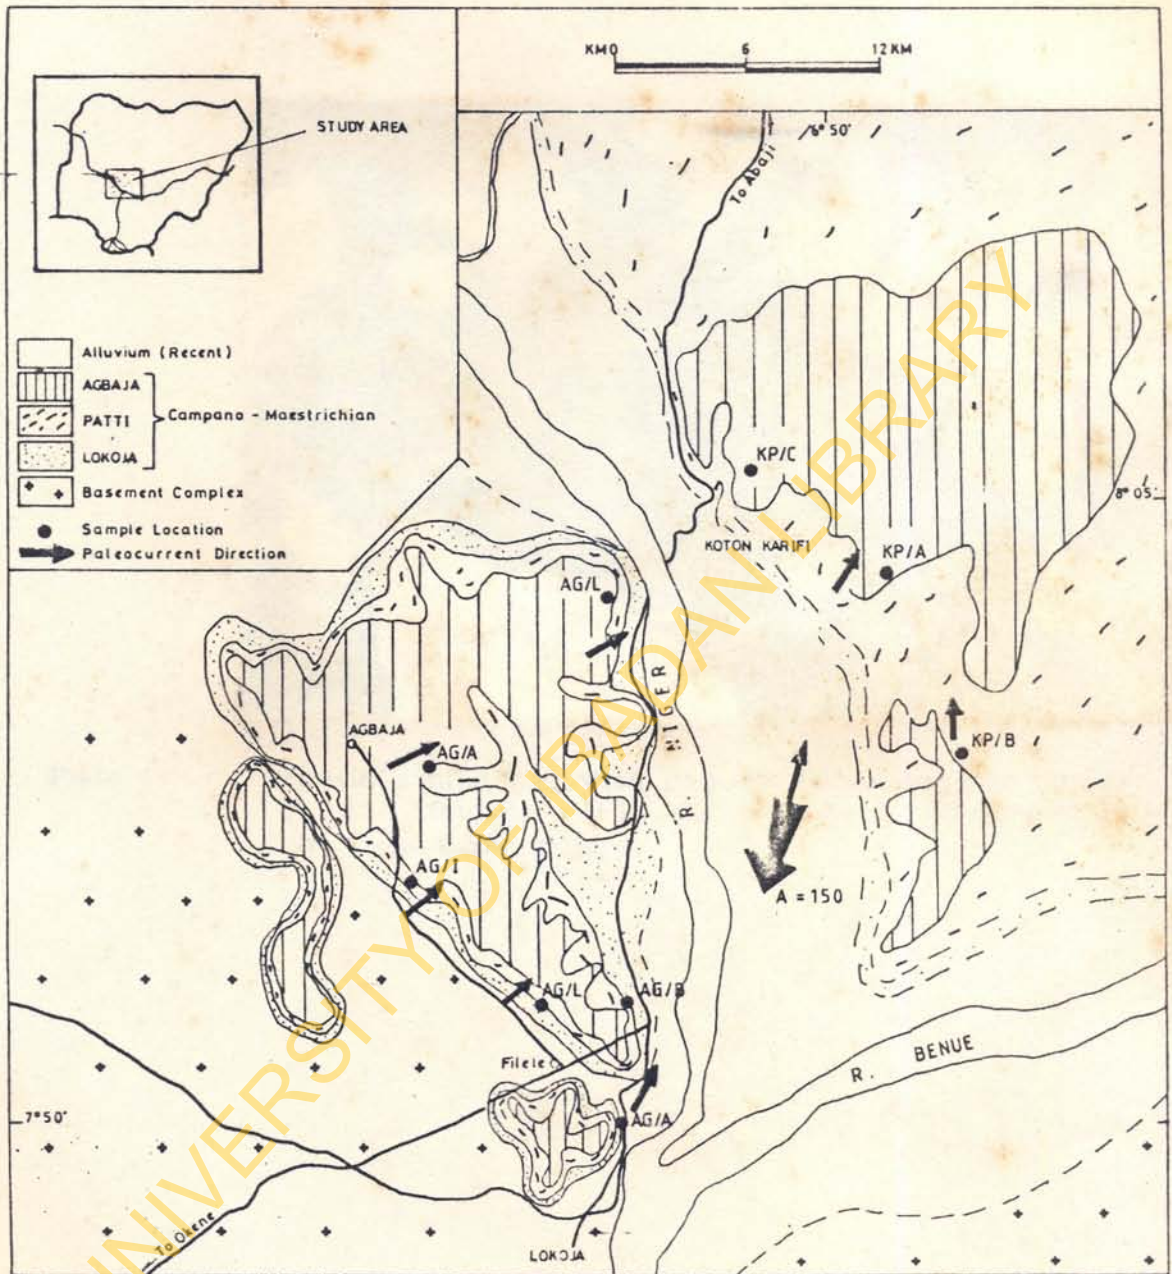 KM0 6 12 KM
STUDY AREA
6° 50'
To Abaji
Alluvium (Recent)
AGBAJA
PATTI
LOKOJA
Campano - Maestrichian
Basement Complex
Sample Location
Paleocurrent Direction
KP/C
8° 05'
KOTON KARIFI
KP/A
AG/L
R. NIGER
AGBAJA
AG/A
KP/B
AG/I
A = 150
AG/L
AG/B
R. BENUE
Filele
7° 50'
AG/A
To Okene
LOKOJA
UNIVERSITY OF IBADAN LIBRARY